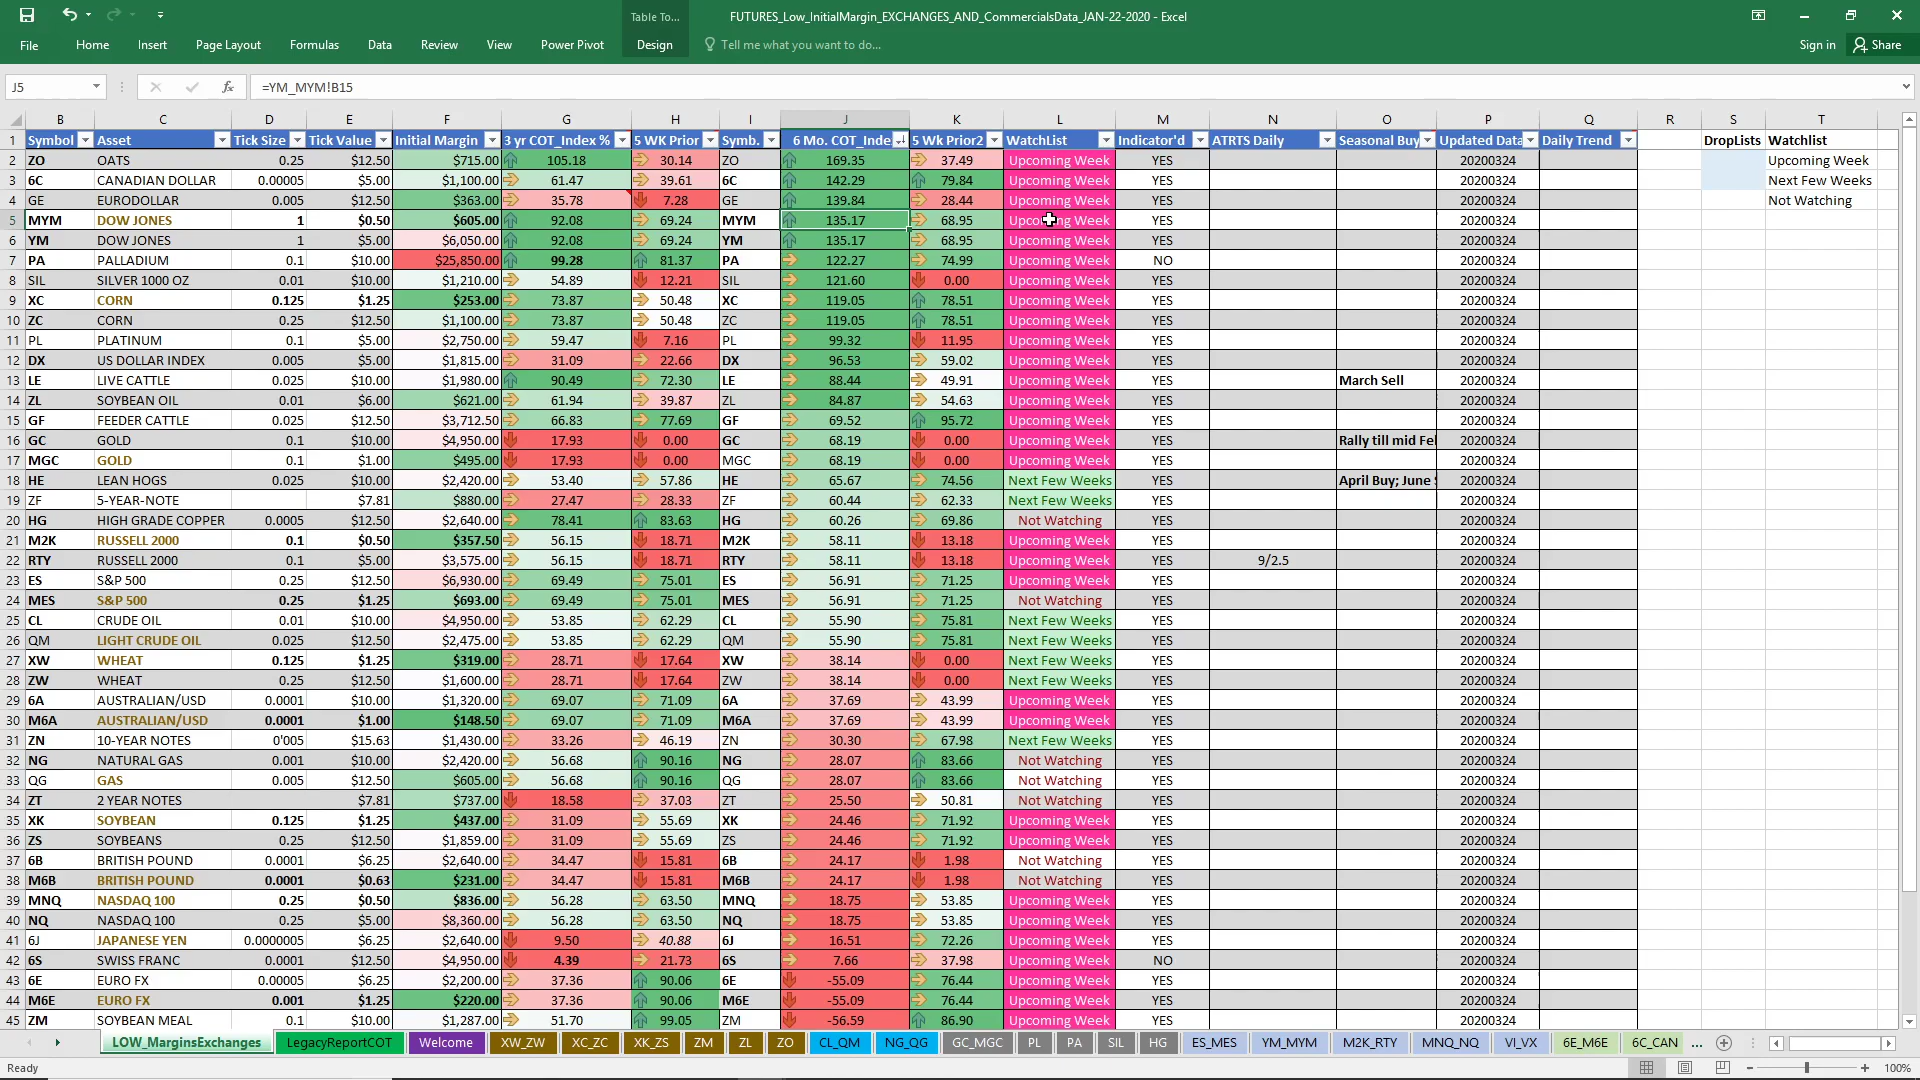 Table To...
FUTURES_Low_InitialMargin_EXCHANGES_AND_CommercialsData_JAN-22-2020 - Excel
File Home Insert Page Layout Formulas Data Review View Power Pivot Design Tell me what you want to do... Sign in Share
J5 fx =YM_MYM!B15
B C D E F G H I J K L M N O P Q R S T
1 Symbol Asset Tick Size Tick Value Initial Margin 3 yr COT_Index % 5 WK Prior Symb. 6 Mo. COT_Inde 5 Wk Prior2 WatchList Indicator'd ATRTS Daily Seasonal Buy Updated Data Daily Trend DropLists Watchlist
2 ZO OATS 0.25 $12.50 $715.00 105.18 30.14 ZO 169.35 37.49 Upcoming Week YES 20200324 Upcoming Week
3 6C CANADIAN DOLLAR 0.00005 $5.00 $1,100.00 61.47 39.61 6C 142.29 79.84 Upcoming Week YES 20200324 Next Few Weeks
4 GE EURODOLLAR 0.005 $12.50 $363.00 35.78 7.28 GE 139.84 28.44 Upcoming Week YES 20200324 Not Watching
5 MYM DOW JONES 1 $0.50 $605.00 92.08 69.24 MYM 135.17 68.95 Upcoming Week YES 20200324
6 YM DOW JONES 1 $5.00 $6,050.00 92.08 69.24 YM 135.17 68.95 Upcoming Week YES 20200324
7 PA PALLADIUM 0.1 $10.00 $25,850.00 99.28 81.37 PA 122.27 74.99 Upcoming Week NO 20200324
8 SIL SILVER 1000 OZ 0.01 $10.00 $1,210.00 54.89 12.21 SIL 121.60 0.00 Upcoming Week YES 20200324
9 XC CORN 0.125 $1.25 $253.00 73.87 50.48 XC 119.05 78.51 Upcoming Week YES 20200324
10 ZC CORN 0.25 $12.50 $1,100.00 73.87 50.48 ZC 119.05 78.51 Upcoming Week YES 20200324
11 PL PLATINUM 0.1 $5.00 $2,750.00 59.47 7.16 PL 99.32 11.95 Upcoming Week YES 20200324
12 DX US DOLLAR INDEX 0.005 $5.00 $1,815.00 31.09 22.66 DX 96.53 59.02 Upcoming Week YES 20200324
13 LE LIVE CATTLE 0.025 $10.00 $1,980.00 90.49 72.30 LE 88.44 49.91 Upcoming Week YES March Sell 20200324
14 ZL SOYBEAN OIL 0.01 $6.00 $621.00 61.94 39.87 ZL 84.87 54.63 Upcoming Week YES 20200324
15 GF FEEDER CATTLE 0.025 $12.50 $3,712.50 66.83 77.69 GF 69.52 95.72 Upcoming Week YES 20200324
16 GC GOLD 0.1 $10.00 $4,950.00 17.93 0.00 GC 68.19 0.00 Upcoming Week YES Rally till mid Fe 20200324
17 MGC GOLD 0.1 $1.00 $495.00 17.93 0.00 MGC 68.19 0.00 Upcoming Week YES 20200324
18 HE LEAN HOGS 0.025 $10.00 $2,420.00 53.40 57.86 HE 65.67 74.56 Next Few Weeks YES April Buy; June 20200324
19 ZF 5-YEAR-NOTE $7.81 $880.00 27.47 28.33 ZF 60.44 62.33 Next Few Weeks YES 20200324
20 HG HIGH GRADE COPPER 0.0005 $12.50 $2,640.00 78.41 83.63 HG 60.26 69.86 Not Watching YES 20200324
21 M2K RUSSELL 2000 0.1 $0.50 $357.50 56.15 18.71 M2K 58.11 13.18 Upcoming Week YES 20200324
22 RTY RUSSELL 2000 0.1 $5.00 $3,575.00 56.15 18.71 RTY 58.11 13.18 Upcoming Week YES 9/2.5 20200324
23 ES S&P 500 0.25 $12.50 $6,930.00 69.49 75.01 ES 56.91 71.25 Upcoming Week YES 20200324
24 MES S&P 500 0.25 $1.25 $693.00 69.49 75.01 MES 56.91 71.25 Not Watching YES 20200324
25 CL CRUDE OIL 0.01 $10.00 $4,950.00 53.85 62.29 CL 55.90 75.81 Next Few Weeks YES 20200324
26 QM LIGHT CRUDE OIL 0.025 $12.50 $2,475.00 53.85 62.29 QM 55.90 75.81 Next Few Weeks YES 20200324
27 XW WHEAT 0.125 $1.25 $319.00 28.71 17.64 XW 38.14 0.00 Next Few Weeks YES 20200324
28 ZW WHEAT 0.25 $12.50 $1,600.00 28.71 17.64 ZW 38.14 0.00 Next Few Weeks YES 20200324
29 6A AUSTRALIAN/USD 0.0001 $10.00 $1,320.00 69.07 71.09 6A 37.69 43.99 Upcoming Week YES 20200324
30 M6A AUSTRALIAN/USD 0.0001 $1.00 $148.50 69.07 71.09 M6A 37.69 43.99 Upcoming Week YES 20200324
31 ZN 10-YEAR NOTES 0'005 $15.63 $1,430.00 33.26 46.19 ZN 30.30 67.98 Next Few Weeks YES 20200324
32 NG NATURAL GAS 0.001 $10.00 $2,420.00 56.68 90.16 NG 28.07 83.66 Not Watching YES 20200324
33 QG GAS 0.005 $12.50 $605.00 56.68 90.16 QG 28.07 83.66 Not Watching YES 20200324
34 ZT 2 YEAR NOTES $7.81 $737.00 18.58 37.03 ZT 25.50 50.81 Not Watching YES 20200324
35 XK SOYBEAN 0.125 $1.25 $437.00 31.09 55.69 XK 24.46 71.92 Upcoming Week YES 20200324
36 ZS SOYBEANS 0.25 $12.50 $1,859.00 31.09 55.69 ZS 24.46 71.92 Upcoming Week YES 20200324
37 6B BRITISH POUND 0.0001 $6.25 $2,640.00 34.47 15.81 6B 24.17 1.98 Not Watching YES 20200324
38 M6B BRITISH POUND 0.0001 $0.63 $231.00 34.47 15.81 M6B 24.17 1.98 Not Watching YES 20200324
39 MNQ NASDAQ 100 0.25 $0.50 $836.00 56.28 63.50 MNQ 18.75 53.85 Upcoming Week YES 20200324
40 NQ NASDAQ 100 0.25 $5.00 $8,360.00 56.28 63.50 NQ 18.75 53.85 Upcoming Week YES 20200324
41 6J JAPANESE YEN 0.0000005 $6.25 $2,640.00 9.50 40.88 6J 16.51 72.26 Upcoming Week YES 20200324
42 6S SWISS FRANC 0.0001 $12.50 $4,950.00 4.39 21.73 6S 7.66 37.98 Upcoming Week NO 20200324
43 6E EURO FX 0.00005 $6.25 $2,200.00 37.36 90.06 6E -55.09 76.44 Upcoming Week YES 20200324
44 M6E EURO FX 0.001 $1.25 $220.00 37.36 90.06 M6E -55.09 76.44 Upcoming Week YES 20200324
45 ZM SOYBEAN MEAL 0.1 $10.00 $1,287.00 51.70 99.05 ZM -56.59 86.90 Upcoming Week YES 20200324
LOW_MarginsExchanges LegacyReportCOT Welcome XW_ZW XC_ZC XK_ZS ZM ZL ZO CL_QM NG_QG GC_MGC PL PA SIL HG ES_MES YM_MYM M2K_RTY MNQ_NQ VI_VX 6E_M6E 6C_CAN ...
Ready 100%